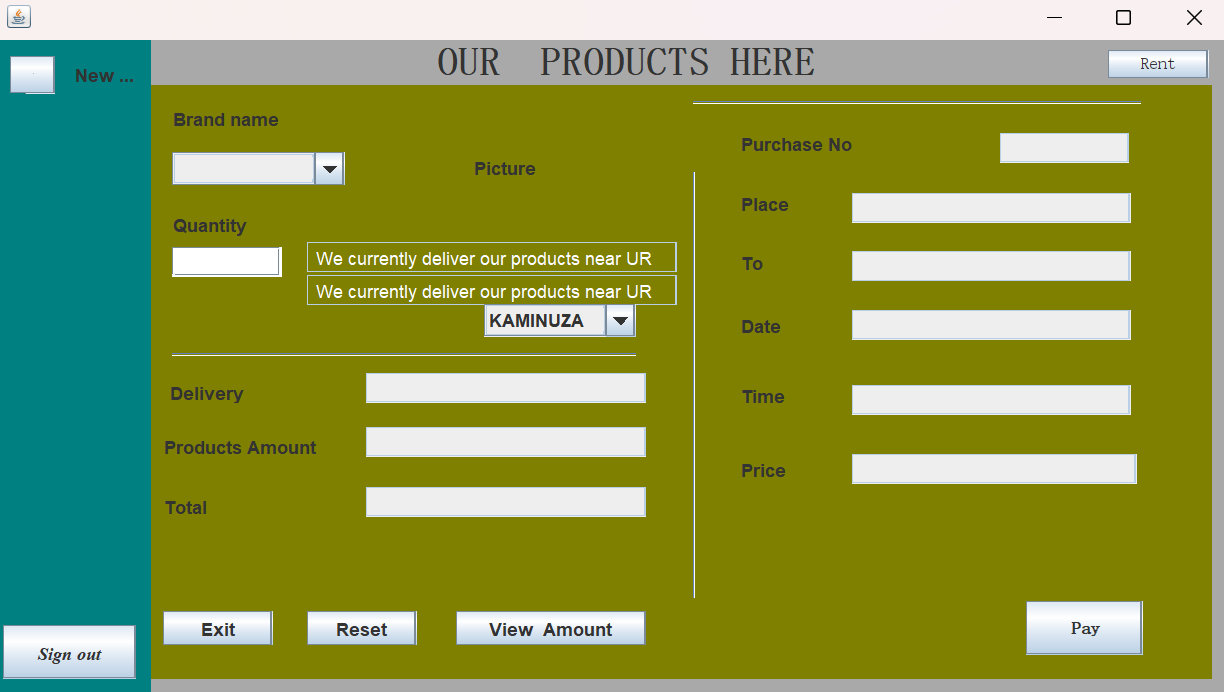 OUR PRODUCTS HERE
Rent
New ...
Brand name
Picture
Quantity
We currently deliver our products near UR
We currently deliver our products near UR
KAMINUZA
Delivery
Products Amount
Total
Purchase No
Place
To
Date
Time
Price
Exit
Reset
View Amount
Pay
Sign out